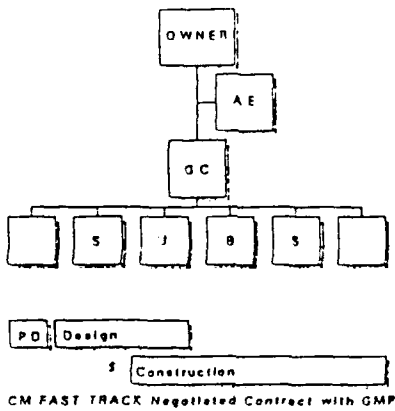 OWNER
AE
GC
S U B S
PD Design
$ Construction
CM FAST TRACK Negotiated Contract with GMP